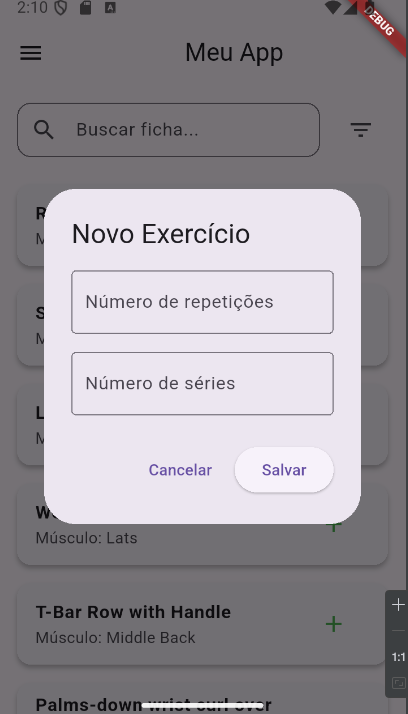 2:10
DEBUG
Meu App
Buscar ficha...
R
M
S
M
L
M
Novo Exercício
Número de repetições
Número de séries
Cancelar
Salvar
Músculo: Lats
T-Bar Row with Handle
Músculo: Middle Back
Palms-down wrist curl over
1:1